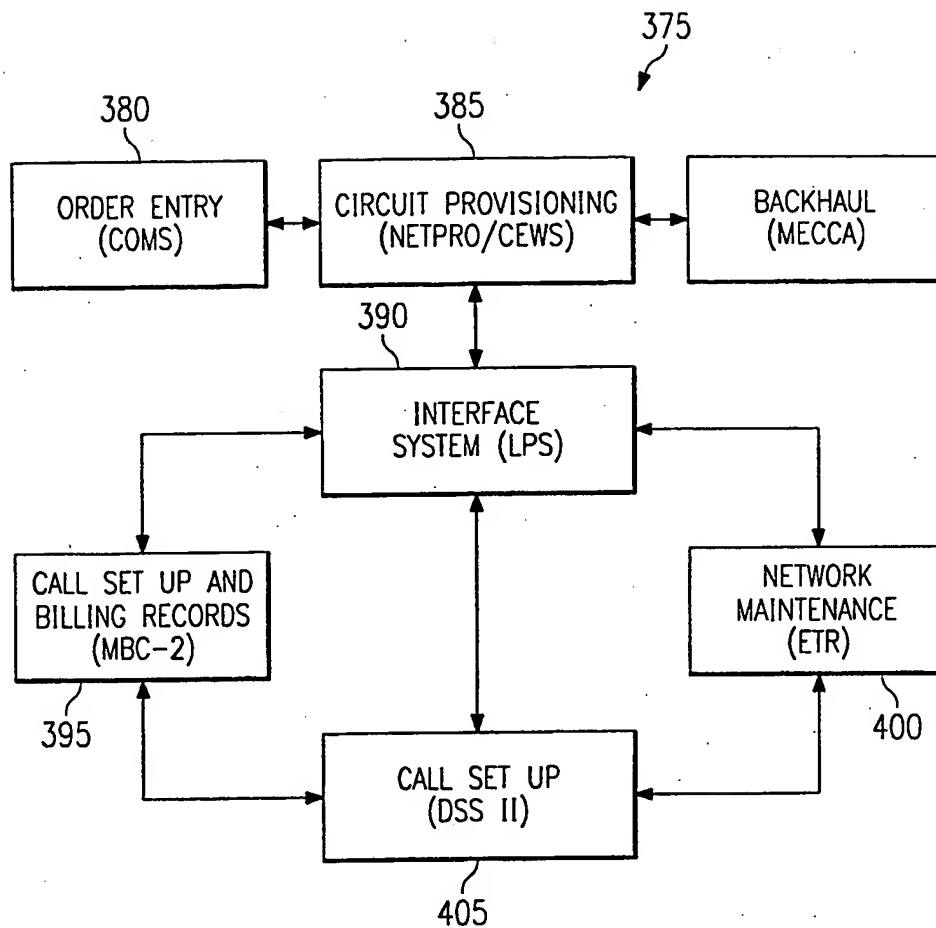 375
380
385
ORDER ENTRY
(COMS)
CIRCUIT PROVISIONING
(NETPRO/CEWS)
BACKHAUL
(MECCA)
390
INTERFACE
SYSTEM (LPS)
CALL SET UP AND
BILLING RECORDS
(MBC-2)
395
NETWORK
MAINTENANCE
(ETR)
400
CALL SET UP
(DSS II)
405